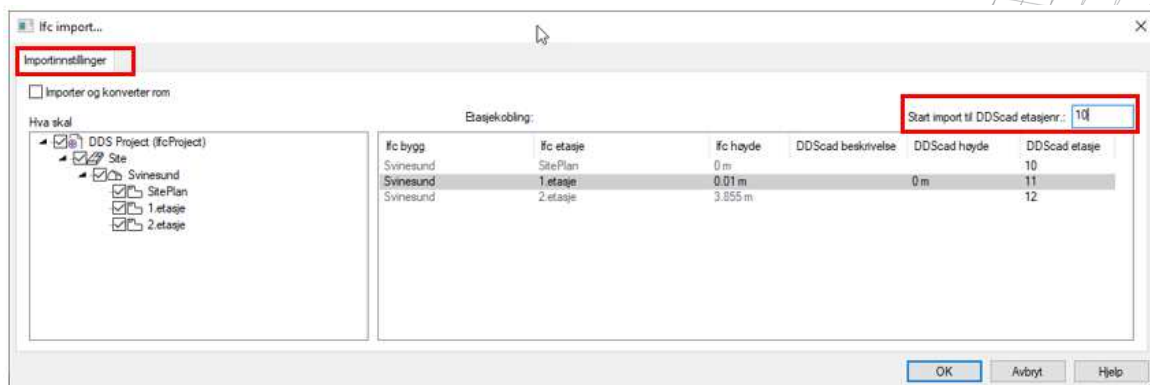 Ifc import...
Importinnstillinger
Importer og konverter rom
Hva skal
Etasjekobling:
Start import til DDScad etasjenr.: 10
DDS Project (IfcProject)
Site
Svinesund
SitePlan
1.etasje
2.etasje
Ifc bygg Ifc etasje Ifc høyde DDScad beskrivelse DDScad høyde DDScad etasje
Svinesund SitePlan 0 m 10
Svinesund 1.etasje 0.01 m 0 m 11
Svinesund 2.etasje 3.855 m 12
OK Avbryt Hjelp